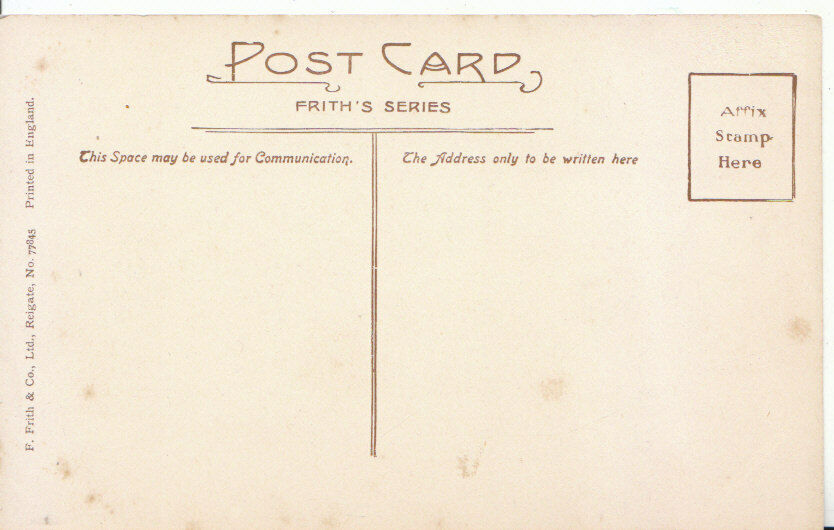 POST CARD
FRITH'S SERIES
This Space may be used for Communication.
The Address only to be written here
Affix
Stamp
Here
F. Frith & Co., Ltd., Reigate, No. 77845 Printed in England.